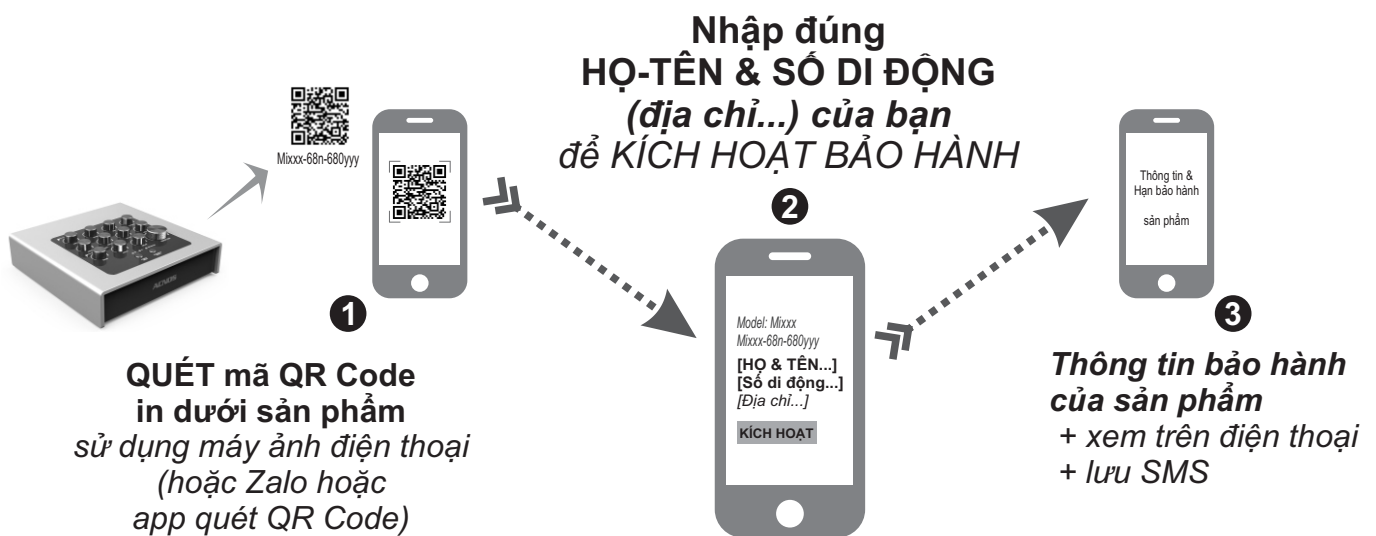 Mixxx-68n-680yyy
1
QUÉT mã QR Code
in dưới sản phẩm
sử dụng máy ảnh điện thoại
(hoặc Zalo hoặc
app quét QR Code)
Nhập đúng
HỌ-TÊN & SỐ DI ĐỘNG
(địa chỉ...) của bạn
để KÍCH HOẠT BẢO HÀNH
2
Model: Mixxx
Mixxx-68n-680yyy
[HỌ & TÊN...]
[Số di động...]
[Địa chỉ...]
KÍCH HOẠT
Thông tin &
Hạn bảo hành
sản phẩm
3
Thông tin bảo hành
của sản phẩm
+ xem trên điện thoại
+ lưu SMS